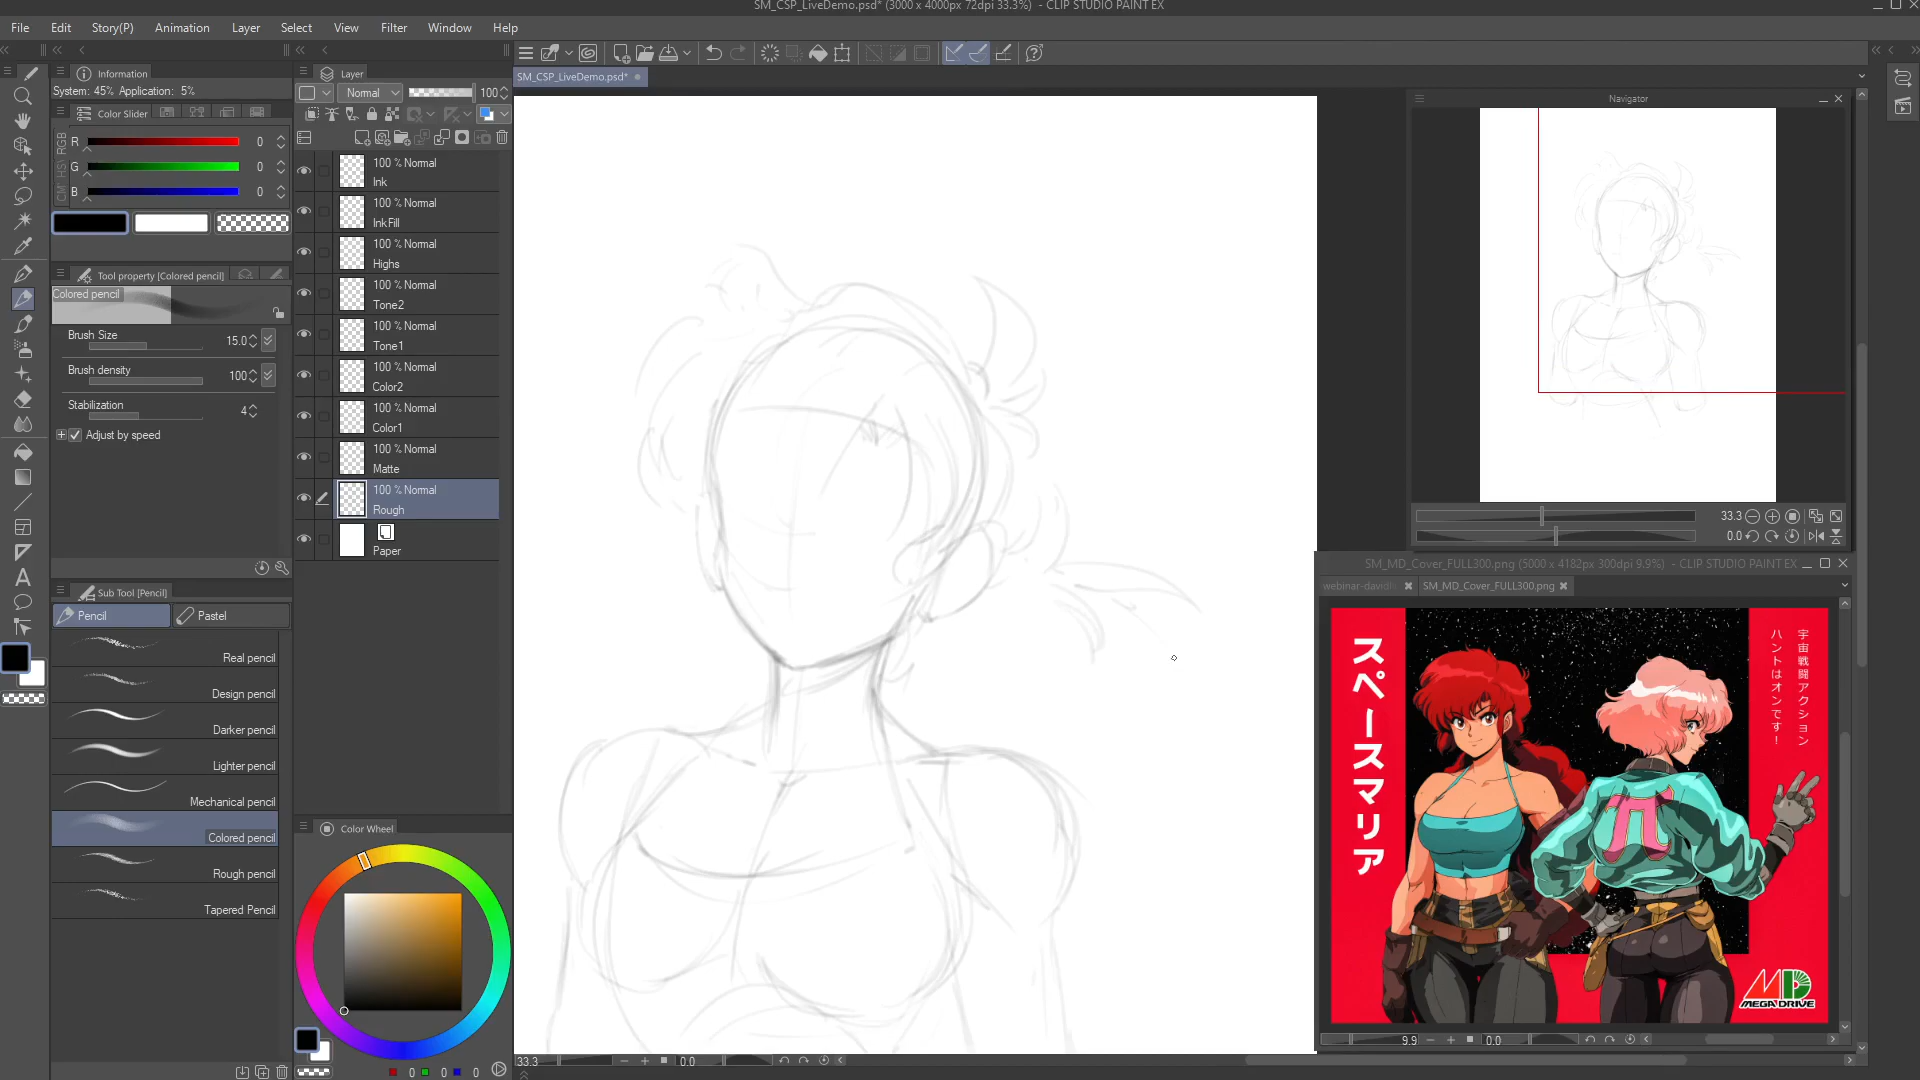 SM_CSP_LiveDemo.psd* (3000 x 4000px 72dpi 33.3%) - CLIP STUDIO PAINT EX
File Edit Story(P) Animation Layer Select View Filter Window Help
Information
System: 45% Application: 5%
Color Slider
RGB
R 0
G 0
B 0
Tool property [Colored pencil]
Colored pencil
Brush Size 15.0
Brush density 100
Stabilization 4
Adjust by speed
Sub Tool [Pencil]
Pencil Pastel
Real pencil
Design pencil
Darker pencil
Lighter pencil
Mechanical pencil
Colored pencil
Rough pencil
Tapered Pencil
Layer
Normal 100
100 % Normal
Ink
100 % Normal
InkFill
100 % Normal
Highs
100 % Normal
Tone2
100 % Normal
Tone1
100 % Normal
Color2
100 % Normal
Color1
100 % Normal
Matte
100 % Normal
Rough
Paper
Color Wheel
0 0 0
SM_CSP_LiveDemo.psd*
33.3 0.0
Navigator
33.3
0.0
SM_MD_Cover_FULL300.png (5000 x 4182px 300dpi 9.9%) - CLIP STUDIO PAINT EX
SM_MD_Cover_FULL300.png
スペースマリア
宇宙戦闘アクション
ハントはオンです！
π
MD
MEGA DRIVE
9.9 0.0